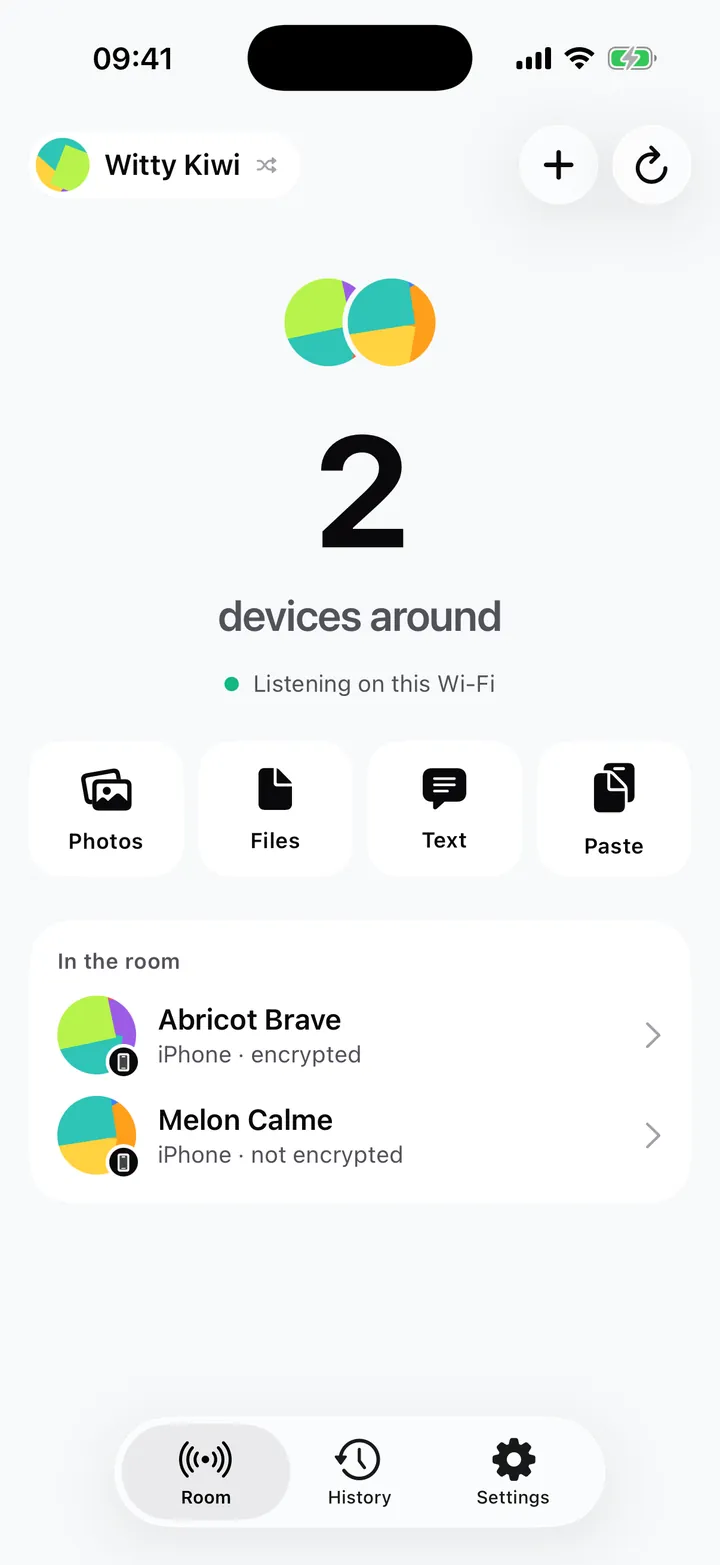 09:41
Witty Kiwi
2
devices around
Listening on this Wi-Fi
Photos
Files
Text
Paste
In the room
Abricot Brave
iPhone · encrypted
Melon Calme
iPhone · not encrypted
Room
History
Settings